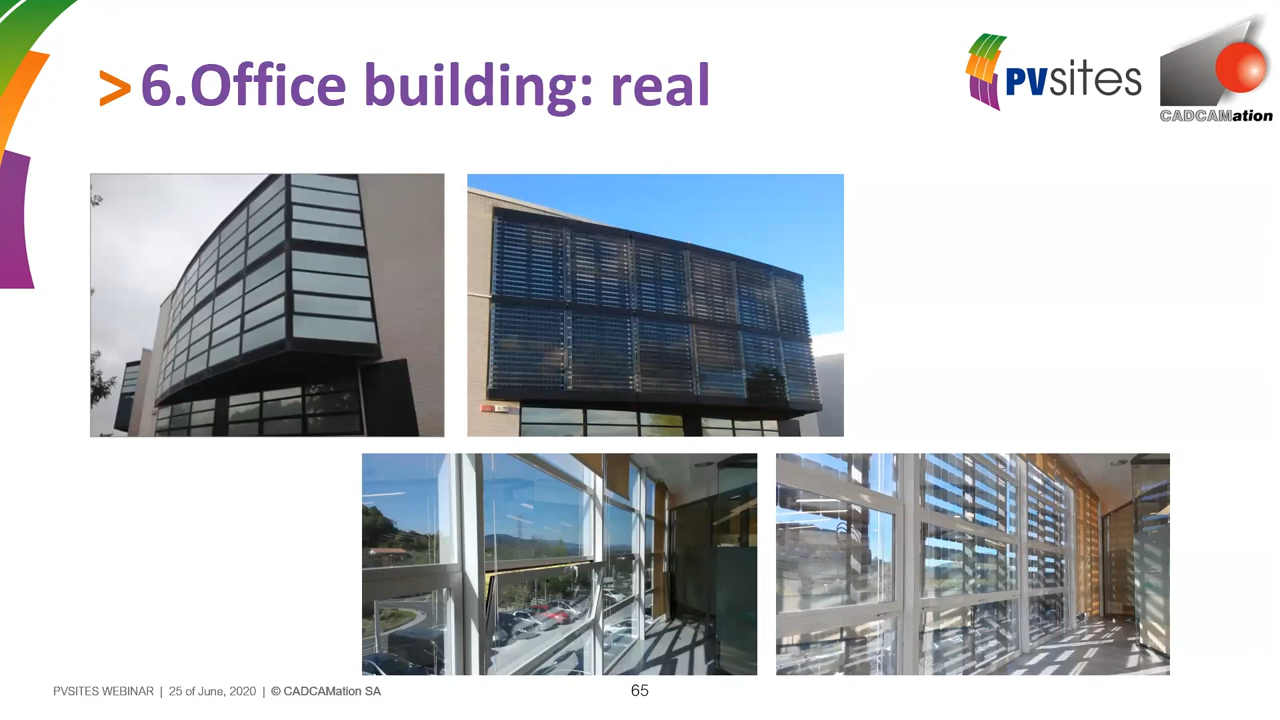 >6.Office building: real
PVsites
CADCAMation
PVSITES WEBINAR | 25 of June, 2020 | © CADCAMation SA
65